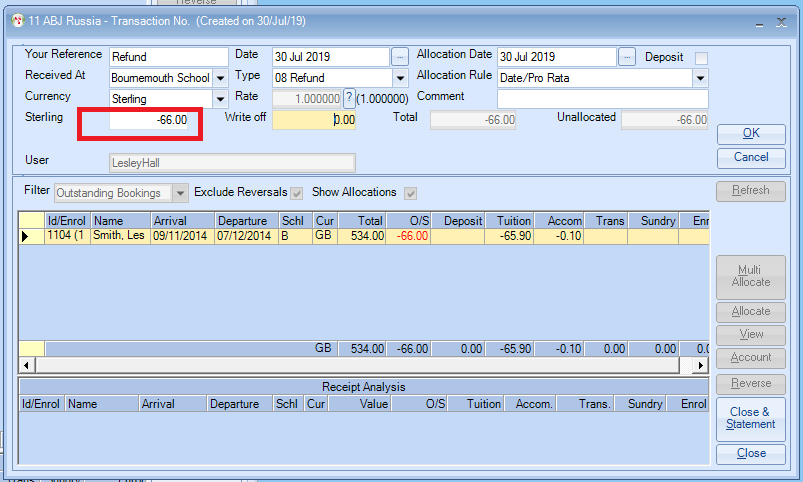 Reverse
11 ABJ Russia - Transaction No. (Created on 30/Jul/19)
Your Reference Refund Date 30 Jul 2019 ... Allocation Date 30 Jul 2019 ... Deposit
Received At Bournemouth School Type 08 Refund Allocation Rule Date/Pro Rata
Currency Sterling Rate 1.000000 ? (1.000000) Comment
Sterling -66.00 Write off 0.00 Total -66.00 Unallocated -66.00
OK
User LesleyHall Cancel
Filter Outstanding Bookings Exclude Reversals Show Allocations Refresh
Id/Enrol Name Arrival Departure Schl Cur Total O/S Deposit Tuition Accom Trans Sundry Enr
1104 (1 Smith, Les 09/11/2014 07/12/2014 B GB 534.00 -66.00 -65.90 -0.10
Multi
Allocate
Allocate
View
GB 534.00 -66.00 0.00 -65.90 -0.10 0.00 0.00 0.0
Account
Reverse
Receipt Analysis
Id/Enrol Name Arrival Departure Schl Cur Value O/S Tuition Accom. Trans. Sundry Enrol
Close &
Statement
Close